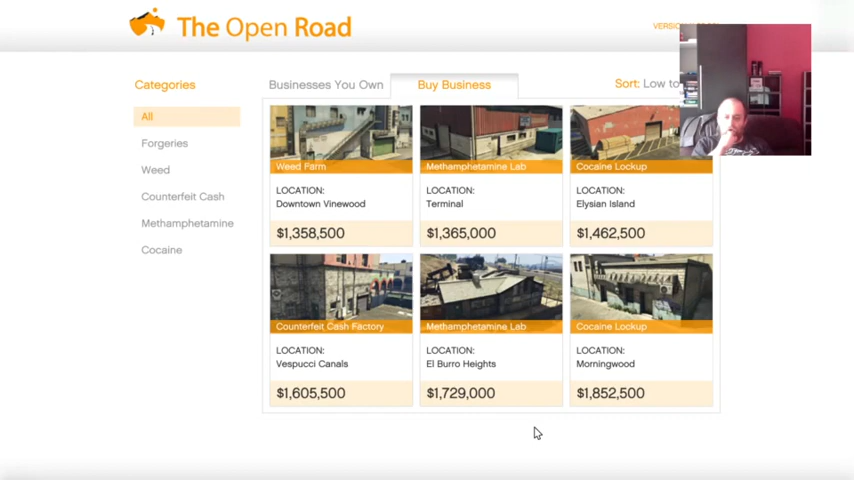 The Open Road
Categories
Businesses You Own
Buy Business
Sort: Low to
All
Forgeries
Weed
Counterfeit Cash
Methamphetamine
Cocaine
Weed Farm
LOCATION:
Downtown Vinewood
$1,358,500
Methamphetamine Lab
LOCATION:
Terminal
$1,365,000
Cocaine Lockup
LOCATION:
Elysian Island
$1,462,500
Counterfeit Cash Factory
LOCATION:
Vespucci Canals
$1,605,500
Methamphetamine Lab
LOCATION:
El Burro Heights
$1,729,000
Cocaine Lockup
LOCATION:
Morningwood
$1,852,500